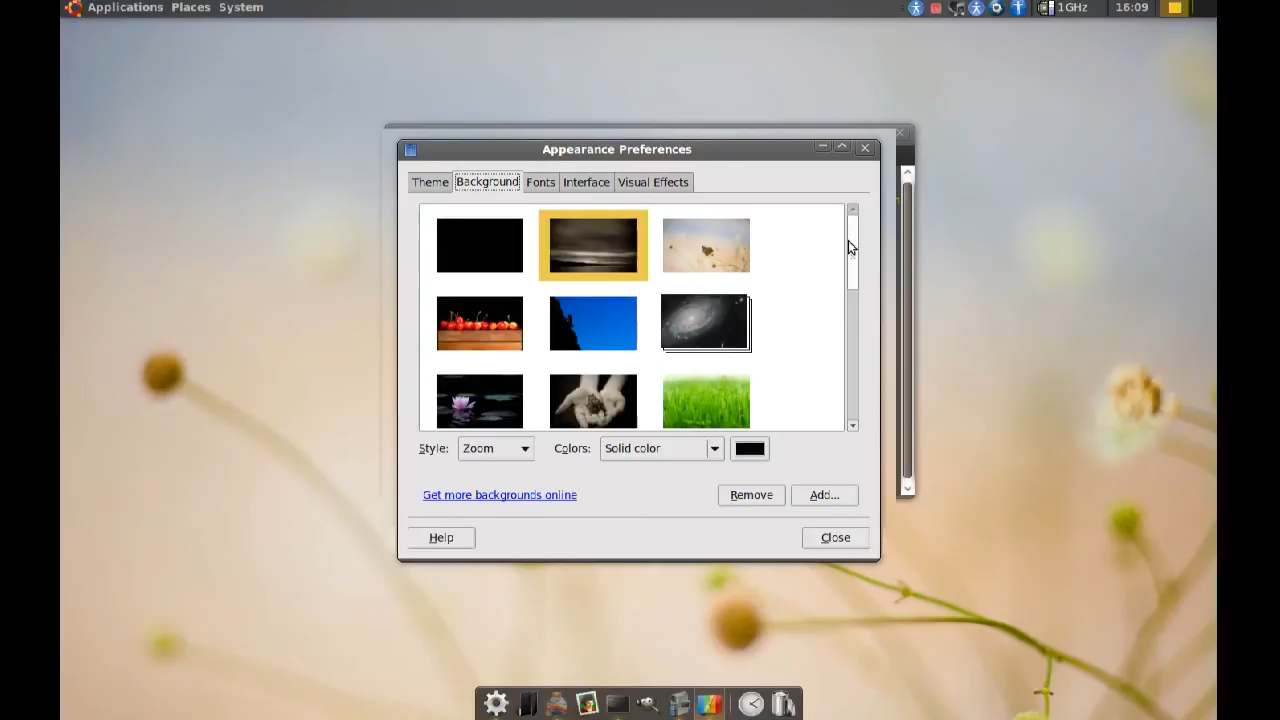 Applications Places System 1GHz 16:09
Appearance Preferences
Theme Background Fonts Interface Visual Effects
Style: Zoom Colors: Solid color
Get more backgrounds online Remove Add...
Help Close